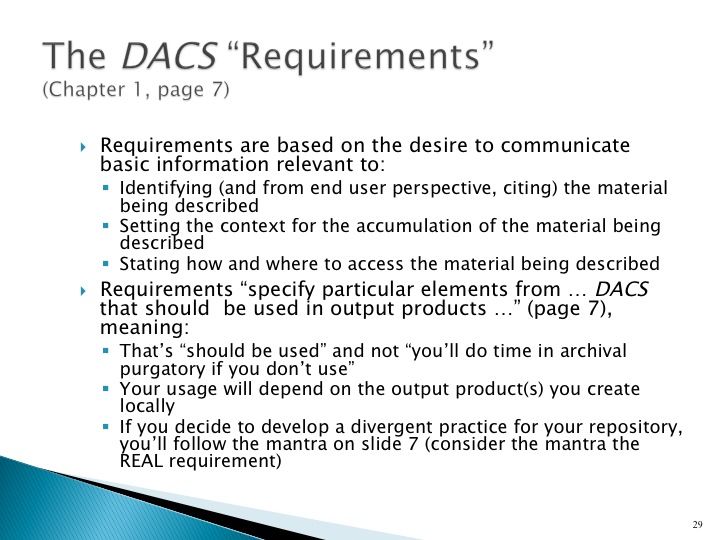 The DACS “Requirements”
(Chapter 1, page 7)
Requirements are based on the desire to communicate
basic information relevant to:
Identifying (and from end user perspective, citing) the material
being described
Setting the context for the accumulation of the material being
described
Stating how and where to access the material being described
Requirements “specify particular elements from … DACS
that should  be used in output products …” (page 7),
meaning:
That’s “should be used” and not “you’ll do time in archival
purgatory if you don’t use”
Your usage will depend on the output product(s) you create
locally
If you decide to develop a divergent practice for your repository,
you’ll follow the mantra on slide 7 (consider the mantra the
REAL requirement)
29